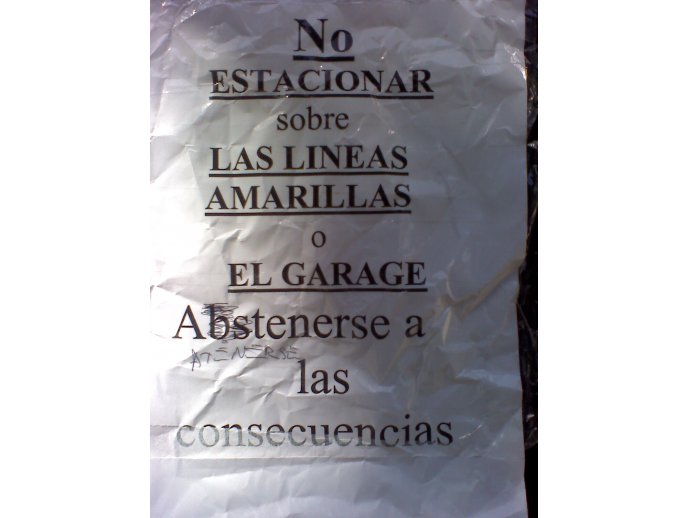 No
ESTACIONAR
sobre
LAS LINEAS
AMARILLAS
o
EL GARAGE
Abstenerse a
ATENERSE
las
consecuencias